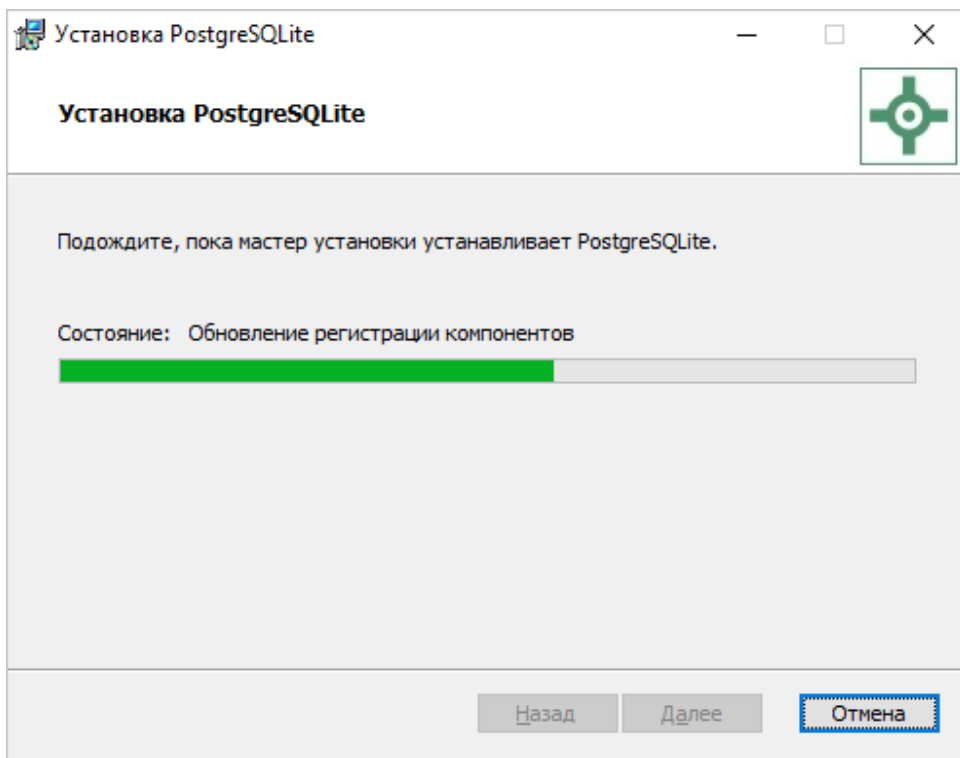 Установка PostgreSQLite
Установка PostgreSQLite
Подождите, пока мастер установки устанавливает PostgreSQLite.
Состояние: Обновление регистрации компонентов
Назад Далее Отмена